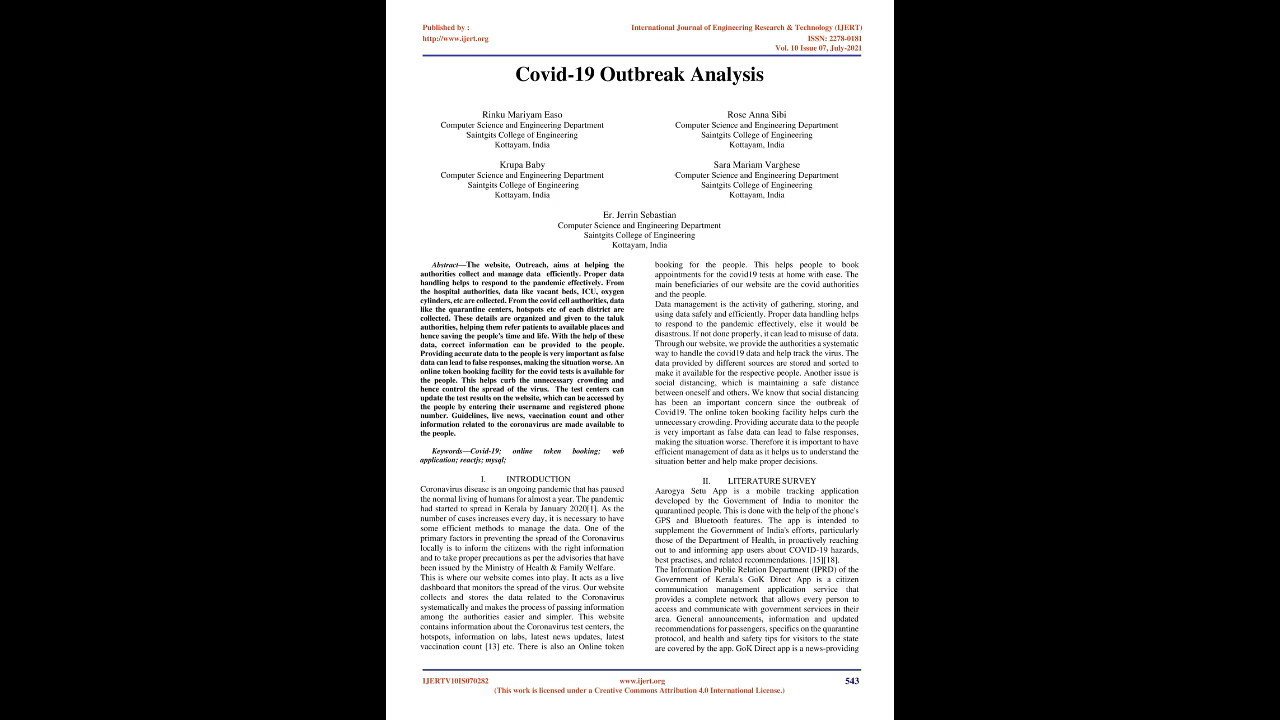 Published by :
http://www.ijert.org
International Journal of Engineering Research & Technology (IJERT)
ISSN: 2278-0181
Vol. 10 Issue 07, July-2021
Covid-19 Outbreak Analysis
Rinku Mariyam Easo
Computer Science and Engineering Department
Saintgits College of Engineering
Kottayam, India
Rose Anna Sibi
Computer Science and Engineering Department
Saintgits College of Engineering
Kottayam, India
Krupa Baby
Computer Science and Engineering Department
Saintgits College of Engineering
Kottayam, India
Sara Mariam Varghese
Computer Science and Engineering Department
Saintgits College of Engineering
Kottayam, India
Er. Jerrin Sebastian
Computer Science and Engineering Department
Saintgits College of Engineering
Kottayam, India
Abstract—The website, Outreach, aims at helping the
authorities collect and manage data efficiently. Proper data
handling helps to respond to the pandemic effectively. From
the hospital authorities, data like vacant beds, ICU, oxygen
cylinders, etc are collected. From the covid cell authorities, data
like the quarantine centers, hotspots etc of each district are
collected. These details are organized and given to the taluk
authorities, helping them refer patients to available places and
hence saving the people's time and life. With the help of these
data, correct information can be provided to the people.
Providing accurate data to the people is very important as false
data can lead to false responses, making the situation worse. An
online token booking facility for the covid tests is available for
the people. This helps curb the unnecessary crowding and
hence control the spread of the virus. The test centers can
update the test results on the website, which can be accessed by
the people by entering their username and registered phone
number. Guidelines, live news, vaccination count and other
information related to the coronavirus are made available to
the people.
Keywords—Covid-19; online token booking; web
application; reactjs; mysql;
I. INTRODUCTION
Coronavirus disease is an ongoing pandemic that has paused
the normal living of humans for almost a year. The pandemic
had started to spread in Kerala by January 2020[1]. As the
number of cases increases every day, it is necessary to have
some efficient methods to manage the data. One of the
primary factors in preventing the spread of the Coronavirus
locally is to inform the citizens with the right information
and to take proper precautions as per the advisories that have
been issued by the Ministry of Health & Family Welfare.
This is where our website comes into play. It acts as a live
dashboard that monitors the spread of the virus. Our website
collects and stores the data related to the Coronavirus
systematically and makes the process of passing information
among the authorities easier and simpler. This website
contains information about the Coronavirus test centers, the
hotspots, information on labs, latest news updates, latest
vaccination count [13] etc. There is also an Online token
booking for the people. This helps people to book
appointments for the covid19 tests at home with ease. The
main beneficiaries of our website are the covid authorities
and the people.
Data management is the activity of gathering, storing, and
using data safely and efficiently. Proper data handling helps
to respond to the pandemic effectively, else it would be
disastrous. If not done properly, it can lead to misuse of data.
Through our website, we provide the authorities a systematic
way to handle the covid19 data and help track the virus. The
data provided by different sources are stored and sorted to
make it available for the respective people. Another issue is
social distancing, which is maintaining a safe distance
between oneself and others. We know that social distancing
has been an important concern since the outbreak of
Covid19. The online token booking facility helps curb the
unnecessary crowding. Providing accurate data to the people
is very important as false data can lead to false responses,
making the situation worse. Therefore it is important to have
efficient management of data as it helps us to understand the
situation better and help make proper decisions.
II. LITERATURE SURVEY
Aarogya Setu App is a mobile tracking application
developed by the Government of India to monitor the
quarantined people. This is done with the help of the phone's
GPS and Bluetooth features. The app is intended to
supplement the Government of India's efforts, particularly
those of the Department of Health, in proactively reaching
out to and informing app users about COVID-19 hazards,
best practises, and related recommendations. [15][18].
The Information Public Relation Department (IPRD) of the
Government of Kerala's GoK Direct App is a citizen
communication management application service that
provides a complete network that allows every person to
access and communicate with government services in their
area. General announcements, information and updated
recommendations for passengers, specifics on the quarantine
protocol, and health and safety tips for visitors to the state
are covered by the app. GoK Direct app is a news-providing
IJERTV10IS070282
www.ijert.org
543
(This work is licensed under a Creative Commons Attribution 4.0 International License.)